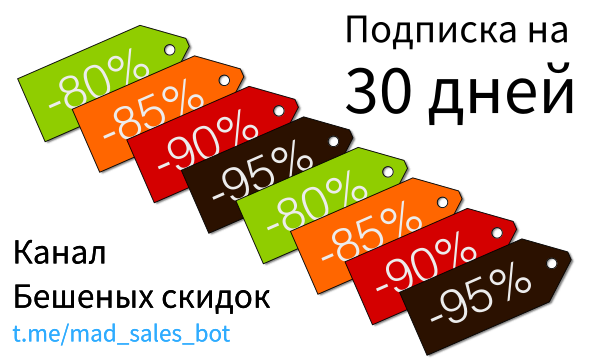 Подписка на
30 дней
-80%
-85%
-90%
-95%
-80%
-85%
-90%
-95%
Канал
Бешеных скидок
t.me/mad_sales_bot